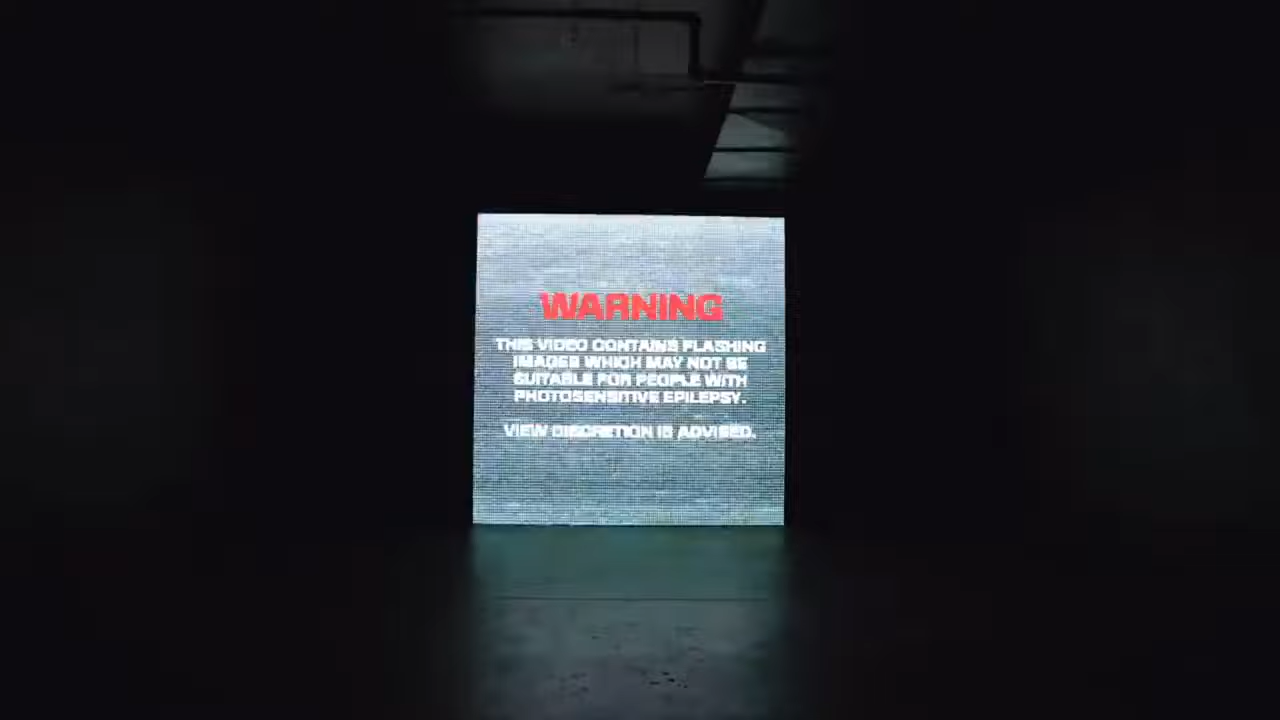 WARNING
THIS VIDEO CONTAINS FLASHING
IMAGES WHICH MAY NOT BE
SUITABLE FOR PEOPLE WITH
PHOTOSENSITIVE EPILEPSY.
VIEW DISCRETION IS ADVISED.